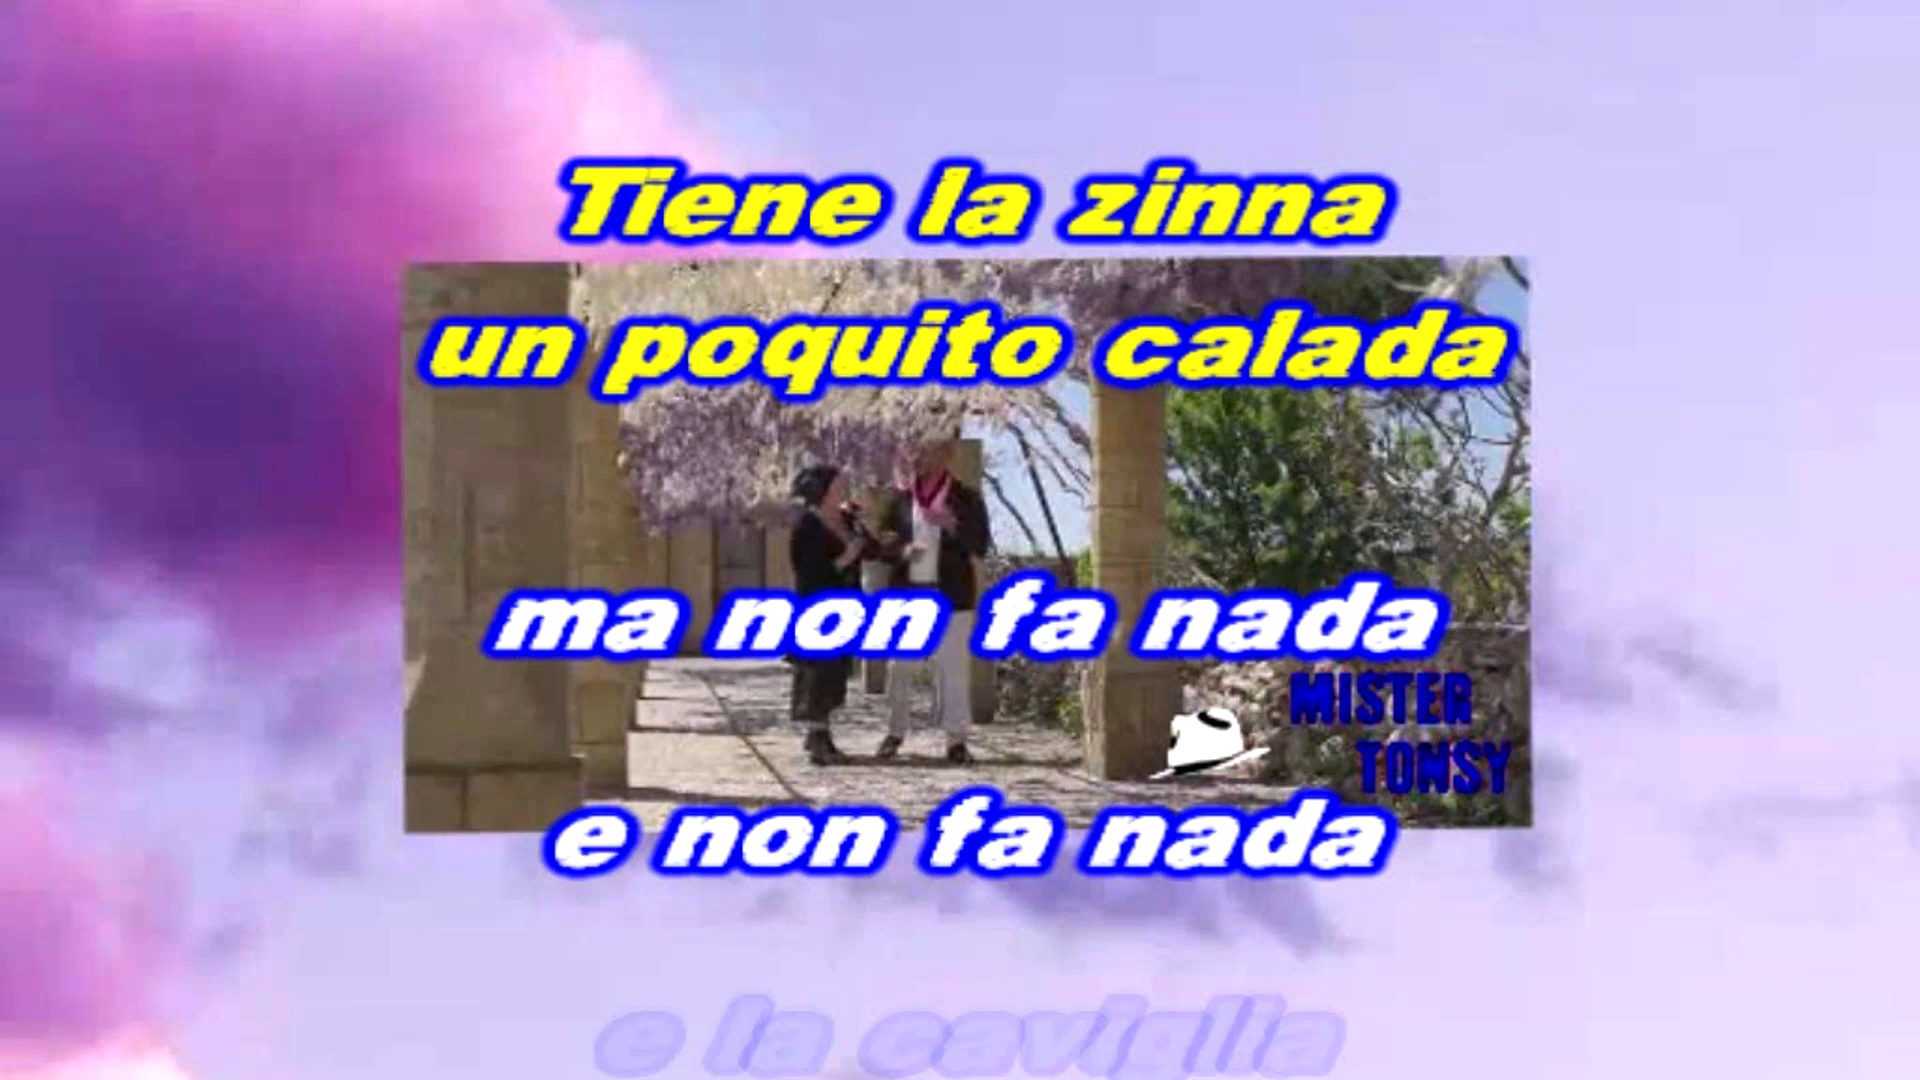 Tiene la zinna
un poquito calada
ma non fa nada
MISTER
TONSY
e non fa nada
e la caviglia